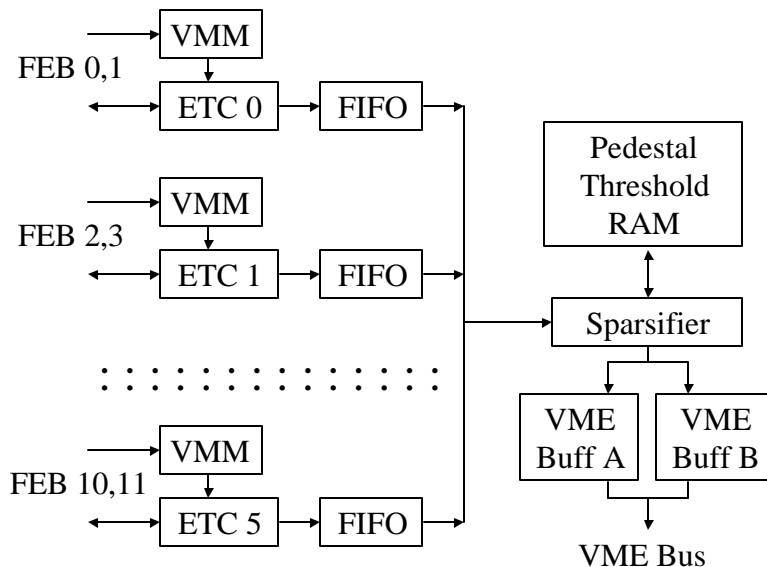 VMM
FEB 0,1
ETC 0
FIFO
Pedestal
Threshold
RAM
VMM
FEB 2,3
ETC 1
FIFO
Sparsifier
VMM
FEB 10,11
ETC 5
FIFO
VME
Buff A
VME
Buff B
VME Bus